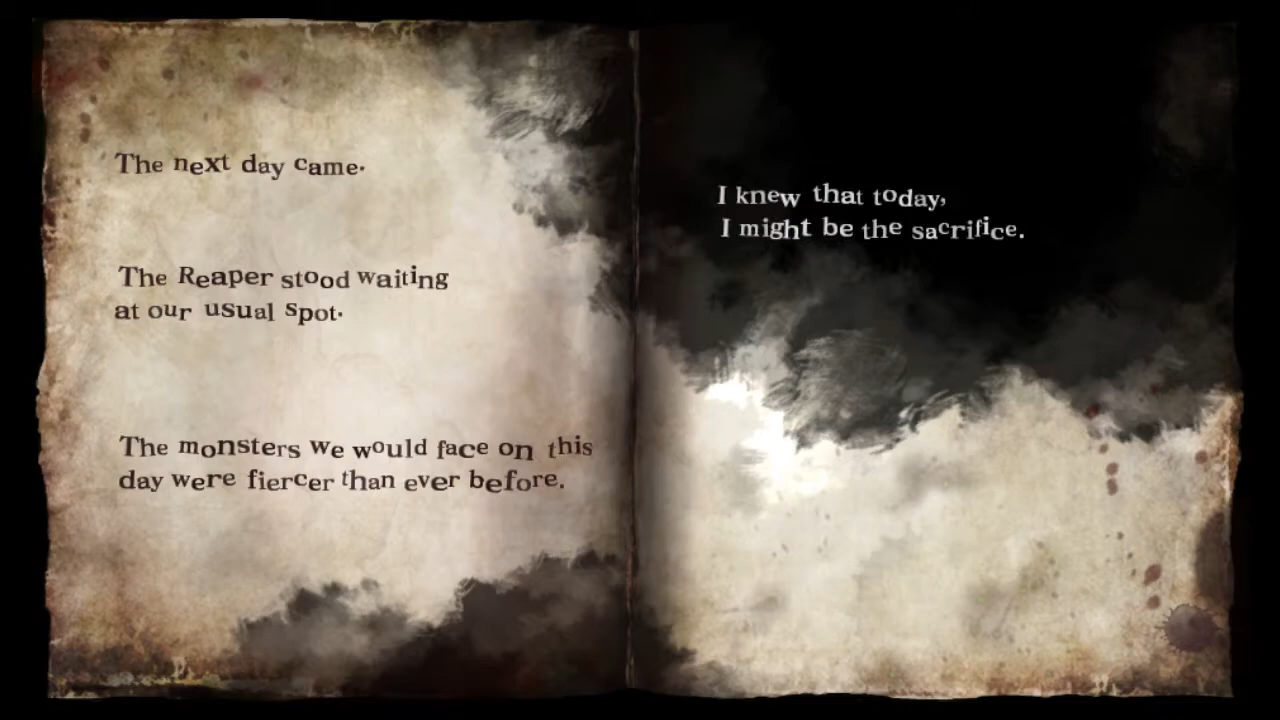 The next day came.
The Reaper stood waiting
at our usual spot.
The monsters we would face on this
day were fiercer than ever before.
I knew that today,
I might be the sacrifice.